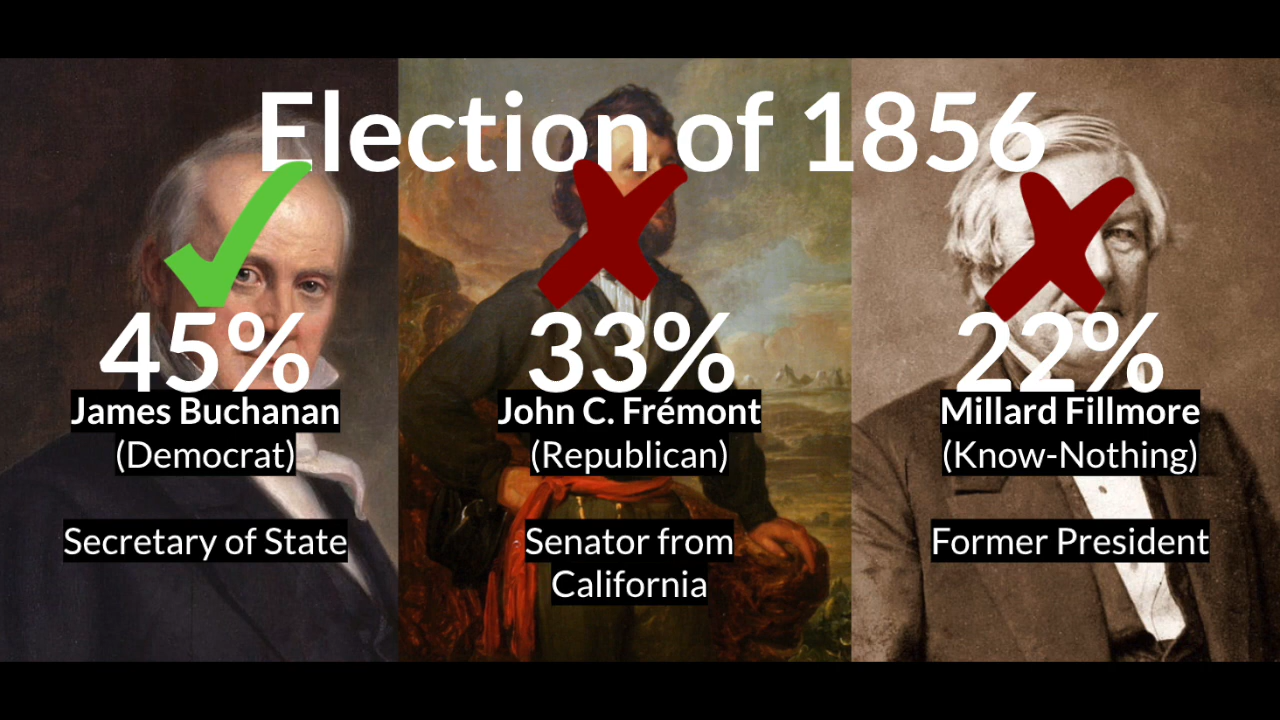 Election of 1856
45%
James Buchanan
(Democrat)
Secretary of State
33%
John C. Frémont
(Republican)
Senator from
California
22%
Millard Fillmore
(Know-Nothing)
Former President